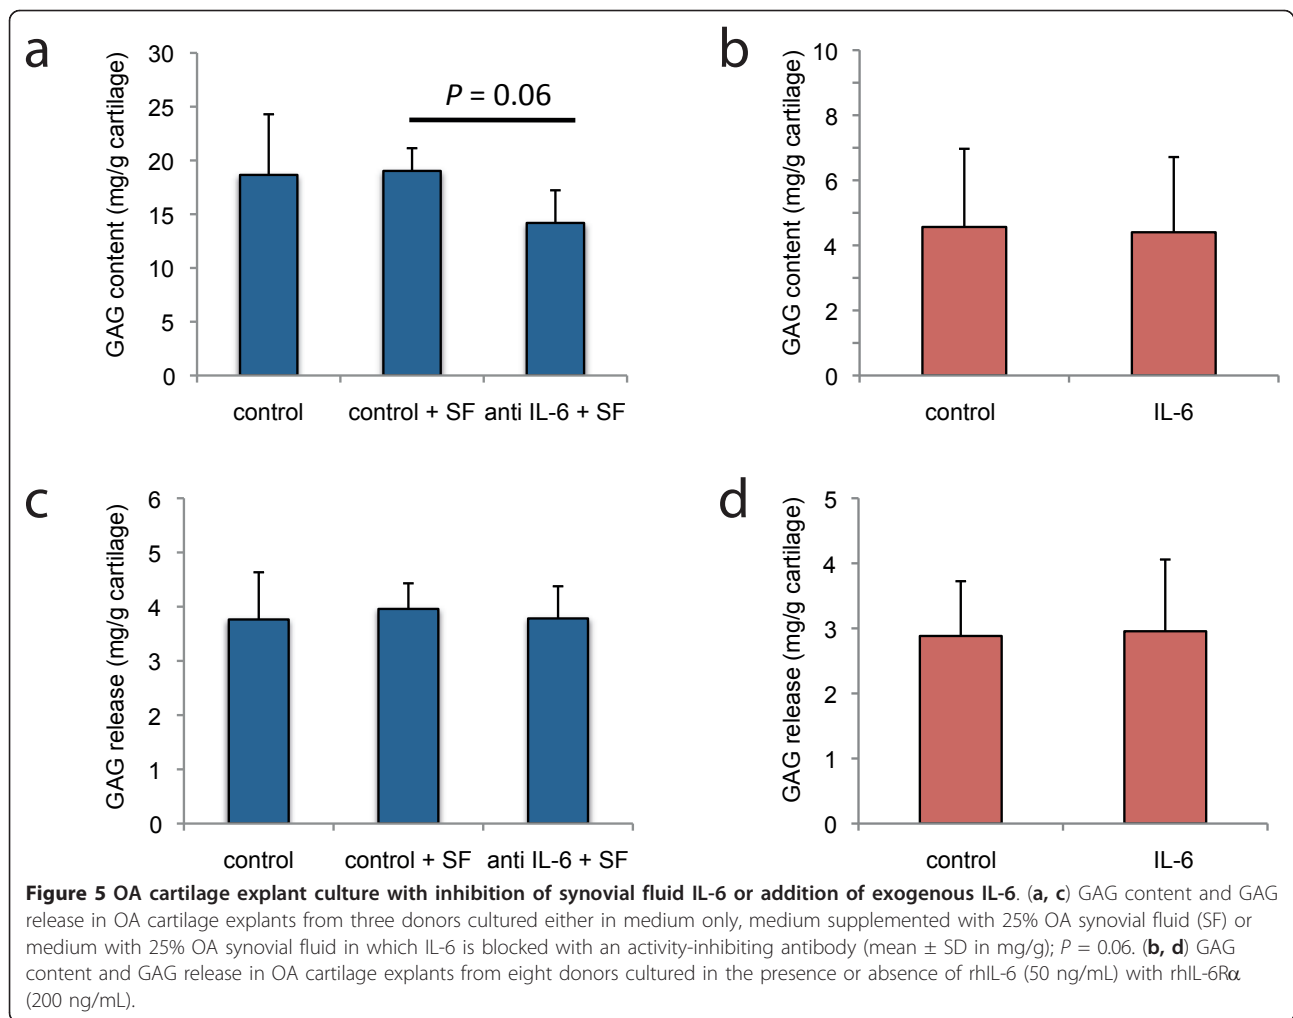 a
30
25
20
15
10
5
0
GAG content (mg/g cartilage)
P = 0.06
control
control + SF
anti IL-6 + SF
b
10
8
6
4
2
0
GAG content (mg/g cartilage)
control
IL-6
c
6
5
4
3
2
1
0
GAG release (mg/g cartilage)
control
control + SF
anti IL-6 + SF
d
5
4
3
2
1
0
GAG release (mg/g cartilage)
control
IL-6
Figure 5 OA cartilage explant culture with inhibition of synovial fluid IL-6 or addition of exogenous IL-6. (a, c) GAG content and GAG
release in OA cartilage explants from three donors cultured either in medium only, medium supplemented with 25% OA synovial fluid (SF) or
medium with 25% OA synovial fluid in which IL-6 is blocked with an activity-inhibiting antibody (mean ± SD in mg/g); P = 0.06. (b, d) GAG
content and GAG release in OA cartilage explants from eight donors cultured in the presence or absence of rhIL-6 (50 ng/mL) with rhIL-6Rα
(200 ng/mL).